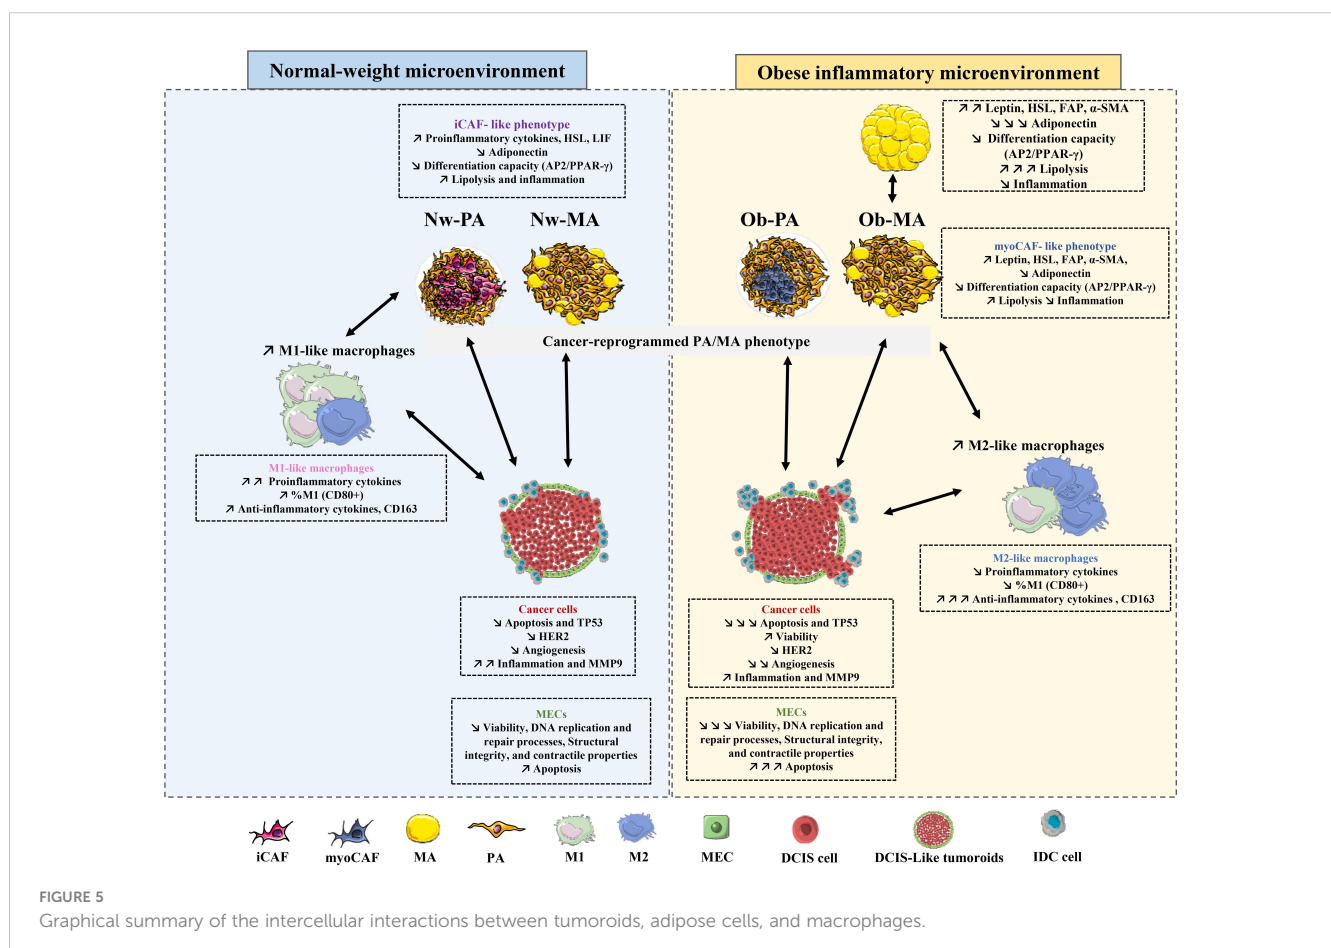 Normal-weight microenvironment
Obese inflammatory microenvironment
iCAF- like phenotype
↗ Proinflammatory cytokines, HSL, LIF
↘ Adiponectin
↘ Differentiation capacity (AP2/PPAR-γ)
↗ Lipolysis and inflammation
↗ ↗ Leptin, HSL, FAP, α-SMA
↘ ↘ ↘ Adiponectin
↘ Differentiation capacity
(AP2/PPAR-γ)
↗ ↗ ↗ Lipolysis
↘ Inflammation
Nw-PA
Nw-MA
Ob-PA
Ob-MA
myoCAF- like phenotype
↗ Leptin, HSL, FAP, α-SMA,
↘ Adiponectin
↘ Differentiation capacity (AP2/PPAR-γ)
↗ Lipolysis ↘ Inflammation
Cancer-reprogrammed PA/MA phenotype
↗ M1-like macrophages
M1-like macrophages
↗ ↗ Proinflammatory cytokines
↗ %M1 (CD80+)
↗ Anti-inflammatory cytokines, CD163
↗ M2-like macrophages
M2-like macrophages
↘ Proinflammatory cytokines
↘ %M1 (CD80+)
↗ ↗ ↗ Anti-inflammatory cytokines , CD163
Cancer cells
↘ Apoptosis and TP53
↘ HER2
↘ Angiogenesis
↗ ↗ Inflammation and MMP9
Cancer cells
↘ ↘ ↘ Apoptosis and TP53
↗ Viability
↘ HER2
↘ ↘ Angiogenesis
↗ Inflammation and MMP9
MECs
↘ Viability, DNA replication and
repair processes, Structural
integrity, and contractile properties
↗ Apoptosis
MECs
↘ ↘ ↘ Viability, DNA replication and
repair processes, Structural integrity,
and contractile properties
↗ ↗ ↗ Apoptosis
iCAF
myoCAF
MA
PA
M1
M2
MEC
DCIS cell
DCIS-Like tumoroids
IDC cell
FIGURE 5
Graphical summary of the intercellular interactions between tumoroids, adipose cells, and macrophages.